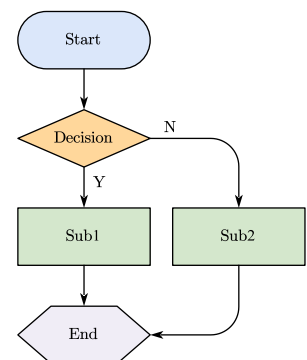 Start
Decision
N
Y
Sub1
Sub2
End